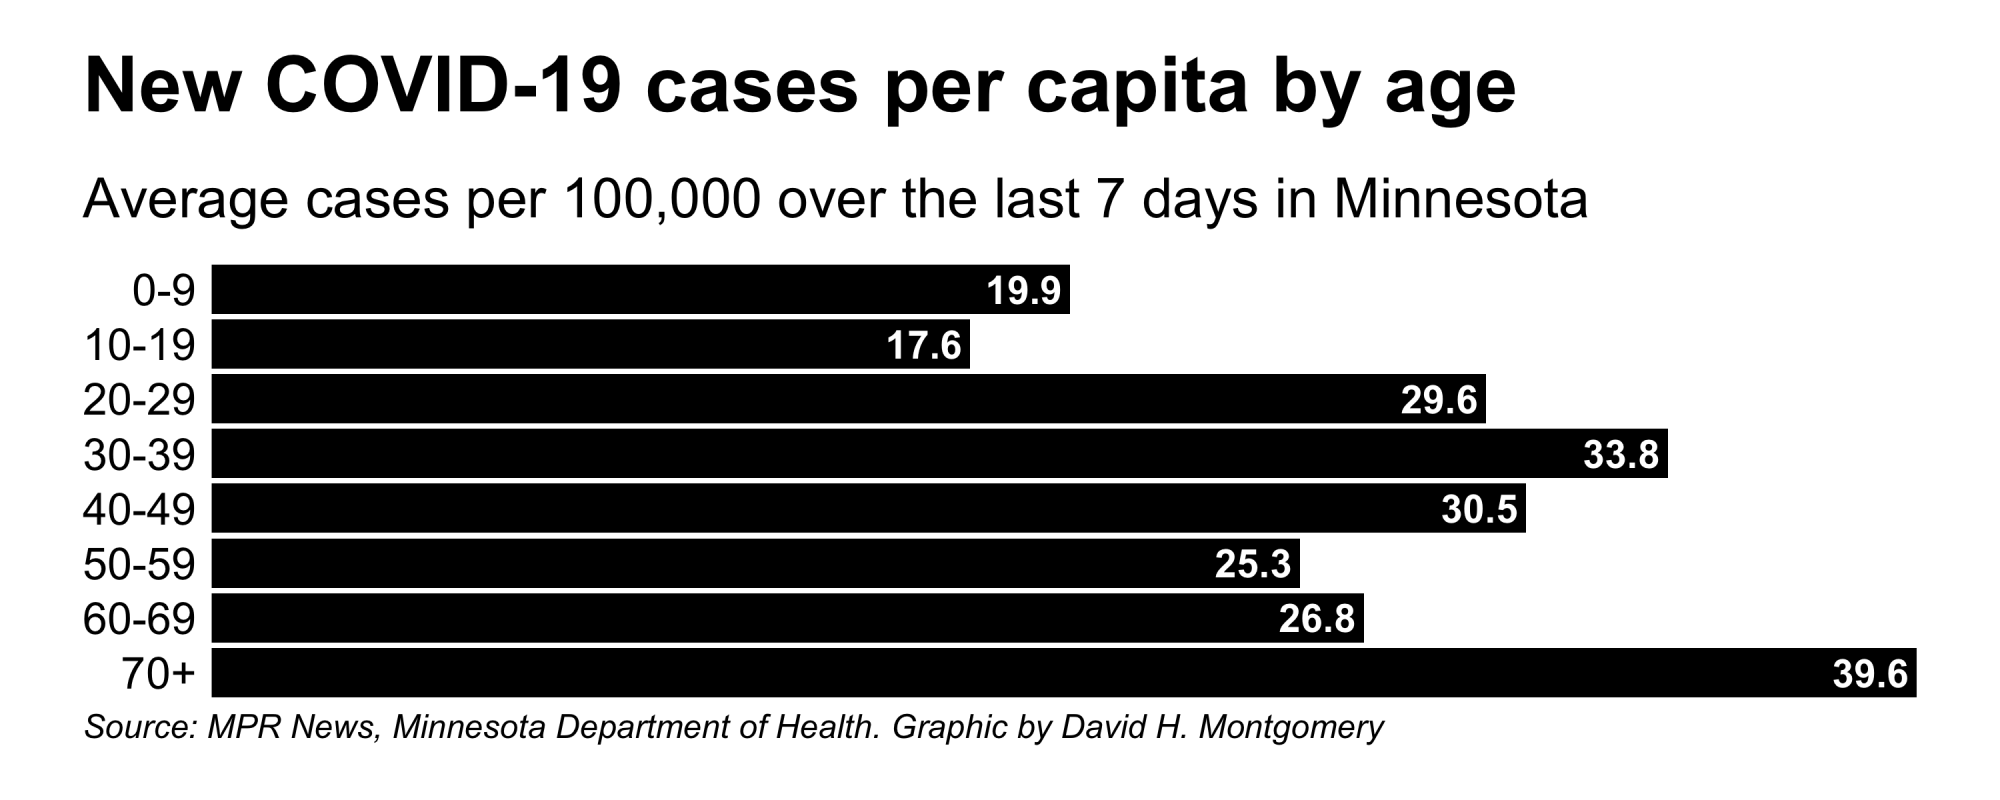 New COVID-19 cases per capita by age
Average cases per 100,000 over the last 7 days in Minnesota
0-9 19.9
10-19 17.6
20-29 29.6
30-39 33.8
40-49 30.5
50-59 25.3
60-69 26.8
70+ 39.6
Source: MPR News, Minnesota Department of Health. Graphic by David H. Montgomery